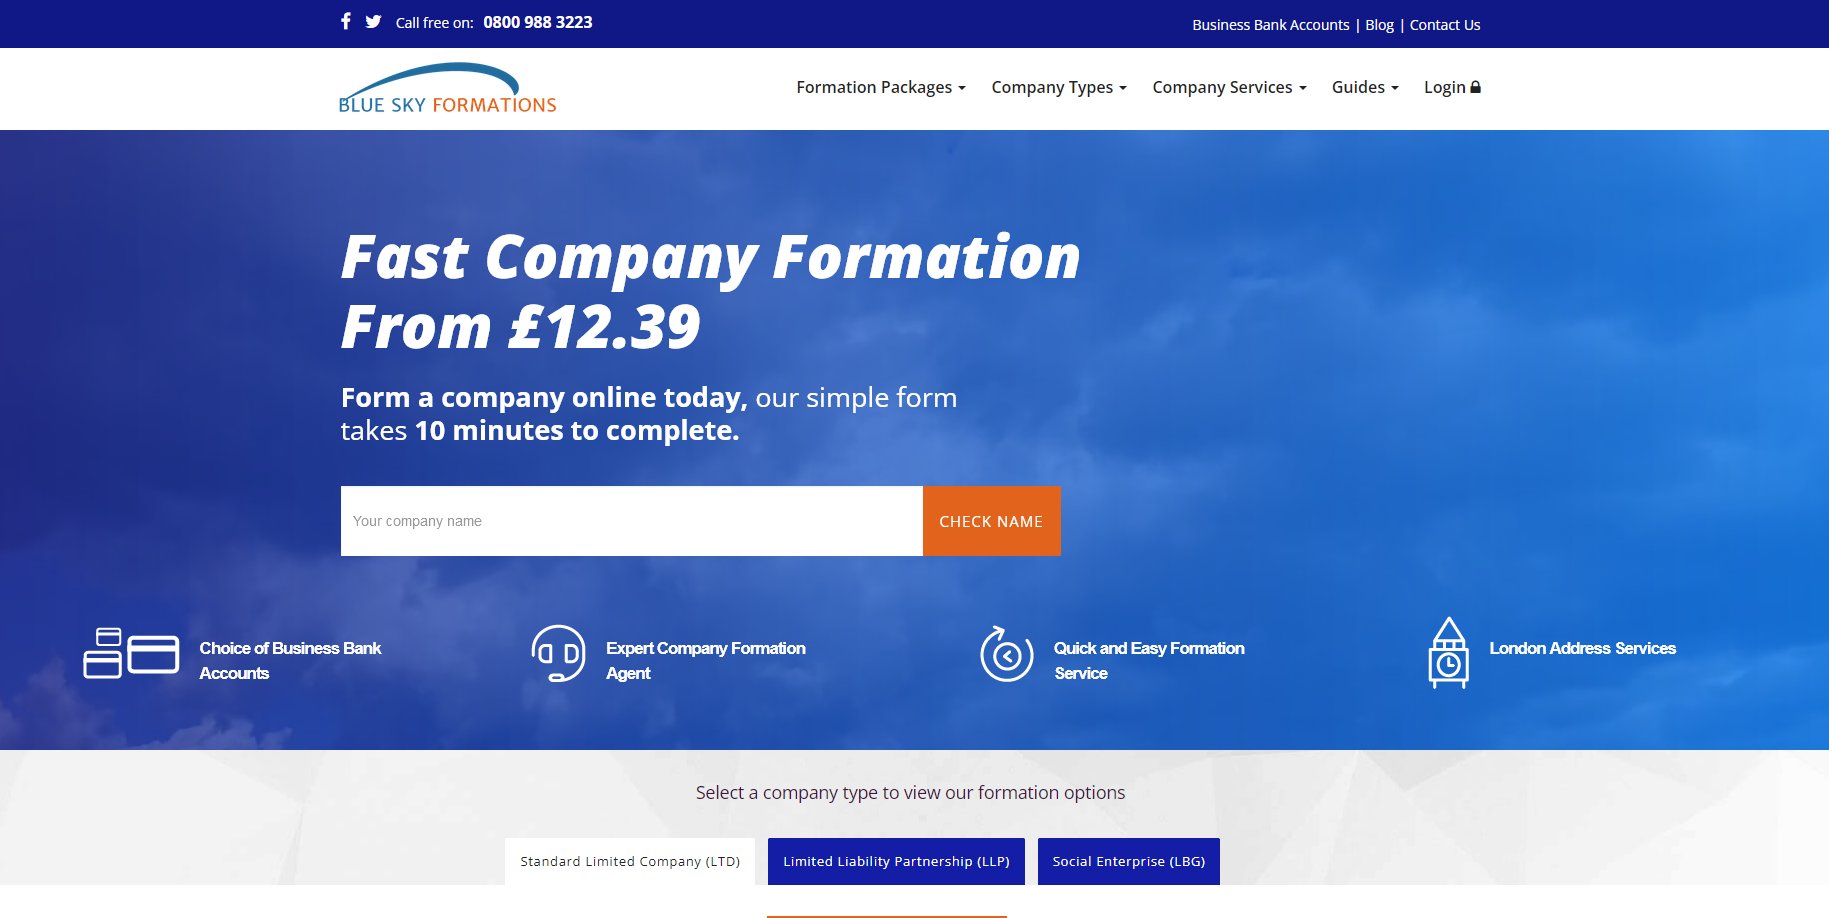 Call free on: 0800 988 3223
Business Bank Accounts | Blog | Contact Us
BLUE SKY FORMATIONS
Formation Packages Company Types Company Services Guides Login
Fast Company Formation
From £12.39
Form a company online today, our simple form
takes 10 minutes to complete.
Your company name
CHECK NAME
Choice of Business Bank
Accounts
Expert Company Formation
Agent
Quick and Easy Formation
Service
London Address Services
Select a company type to view our formation options
Standard Limited Company (LTD)
Limited Liability Partnership (LLP)
Social Enterprise (LBG)